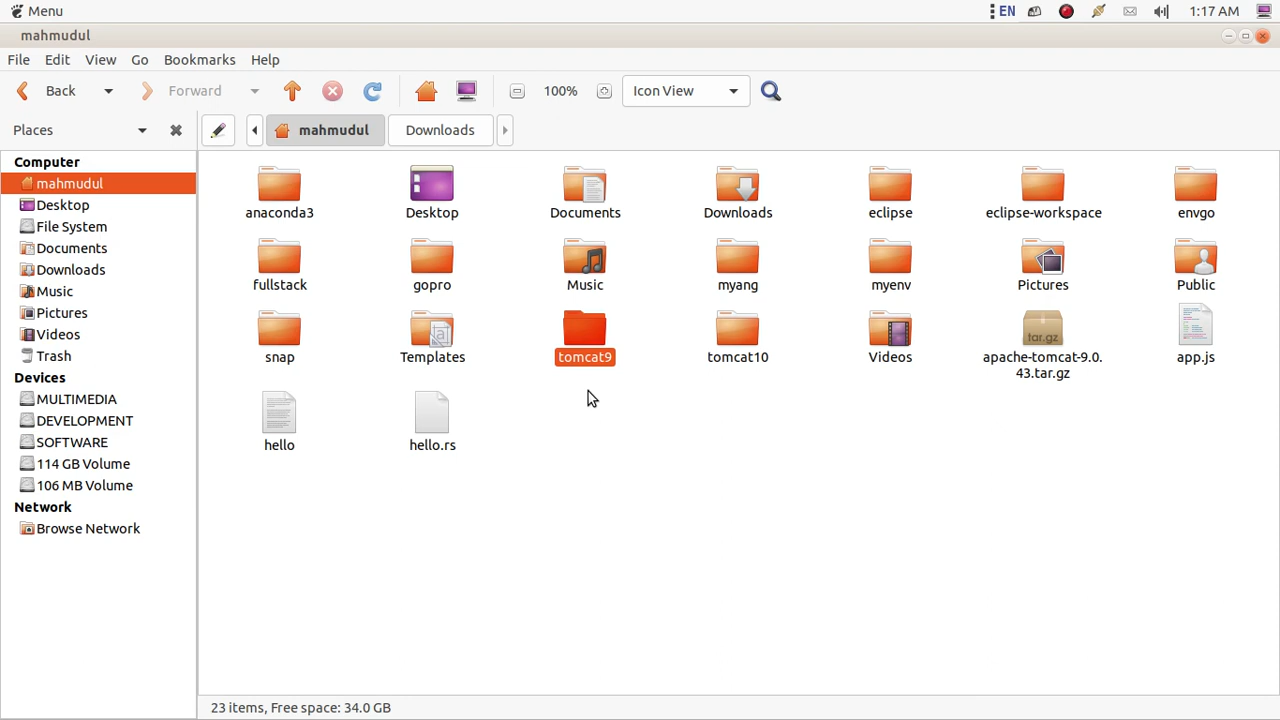 Menu
EN
1:17 AM
mahmudul
File Edit View Go Bookmarks Help
Back Forward 100% Icon View
Places
mahmudul Downloads
Computer
mahmudul
Desktop
File System
Documents
Downloads
Music
Pictures
Videos
Trash
Devices
MULTIMEDIA
DEVELOPMENT
SOFTWARE
114 GB Volume
106 MB Volume
Network
Browse Network
anaconda3 Desktop Documents Downloads eclipse eclipse-workspace envgo
fullstack gopro Music myang myenv Pictures Public
tar.gz
snap Templates tomcat9 tomcat10 Videos apache-tomcat-9.0. app.js
43.tar.gz
hello hello.rs
23 items, Free space: 34.0 GB